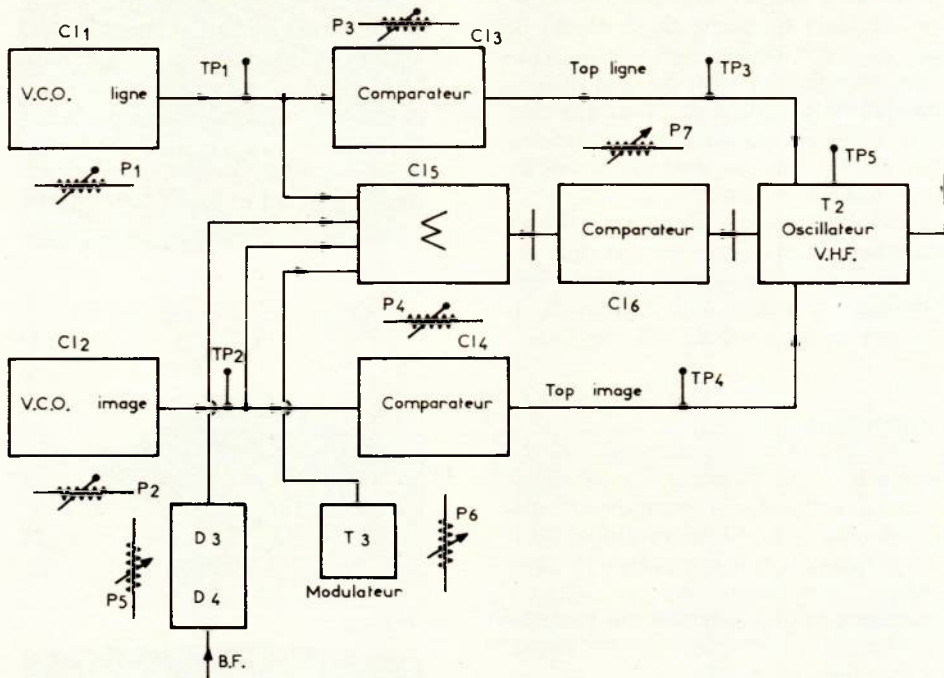 CI1
V.C.O. ligne
P1
TP1
P3
CI3
Comparateur
Top ligne
TP3
P7
TP5
CI5
Σ
Comparateur
CI6
T2
Oscillateur
V.H.F.
CI2
V.C.O. image
P2
TP2
P4
CI4
Comparateur
Top image
TP4
P5
D3
D4
B.F.
T3
Modulateur
P6